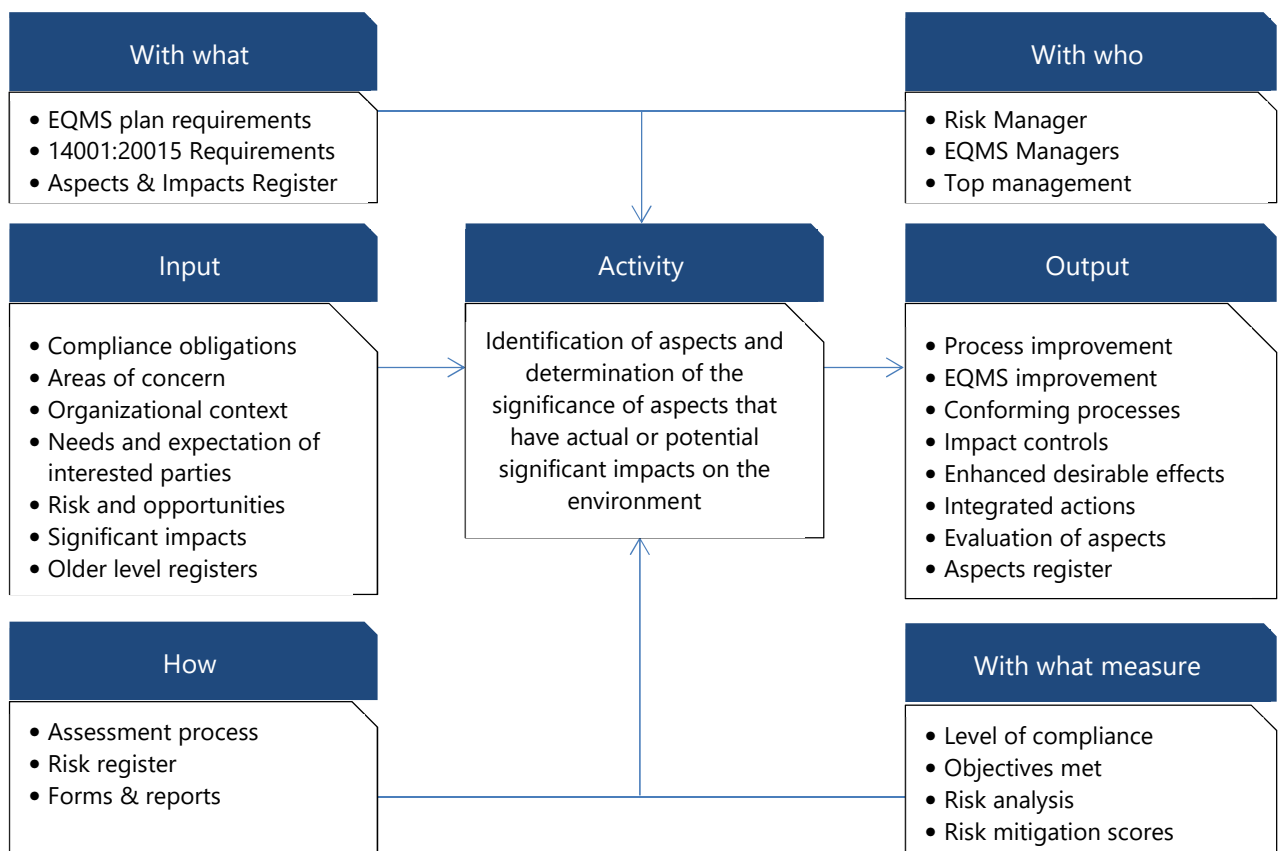 With what
• EQMS plan requirements
• 14001:20015 Requirements
• Aspects & Impacts Register
With who
• Risk Manager
• EQMS Managers
• Top management
Input
• Compliance obligations
• Areas of concern
• Organizational context
• Needs and expectation of
interested parties
• Risk and opportunities
• Significant impacts
• Older level registers
Activity
Identification of aspects and
determination of the
significance of aspects that
have actual or potential
significant impacts on the
environment
Output
• Process improvement
• EQMS improvement
• Conforming processes
• Impact controls
• Enhanced desirable effects
• Integrated actions
• Evaluation of aspects
• Aspects register
How
• Assessment process
• Risk register
• Forms & reports
With what measure
• Level of compliance
• Objectives met
• Risk analysis
• Risk mitigation scores